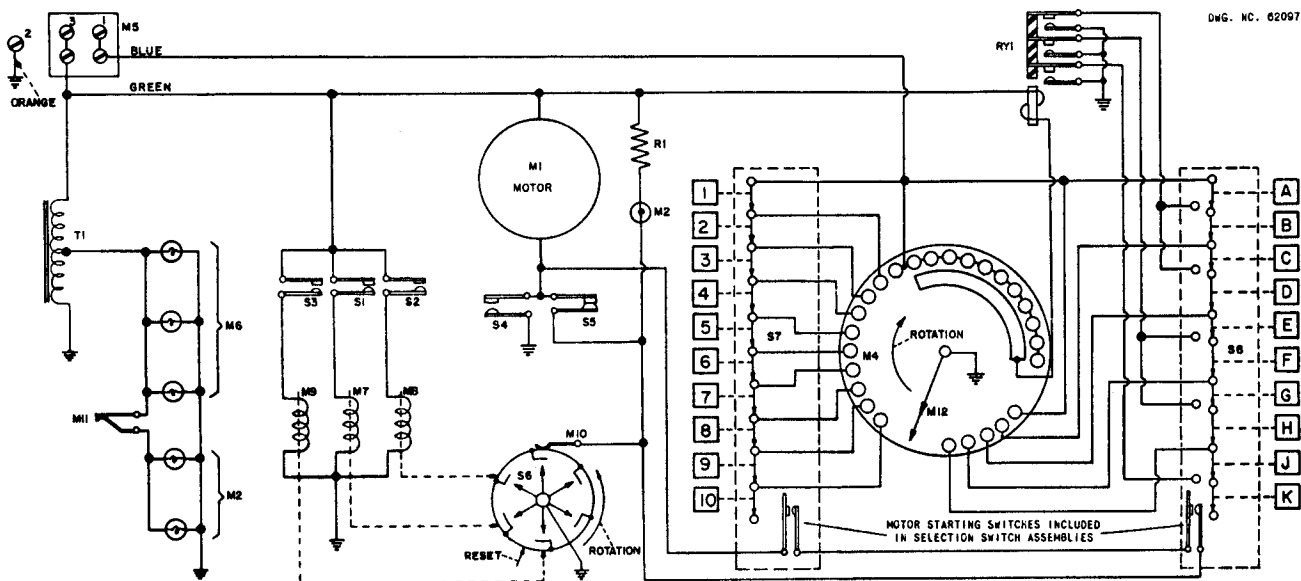 DWG. NC. 62097
2
3
1
M5
BLUE
ORANGE
GREEN
RY1
R1
M1
MOTOR
M2
T1
M6
M11
M2
S3
S1
S2
S4
S5
M9
M7
M8
M10
S6
RESET
ROTATION
1
2
3
4
5
6
7
8
9
10
S7
M4
ROTATION
M12
A
B
C
D
E
F
G
H
J
K
S6
MOTOR STARTING SWITCHES INCLUDED
IN SELECTION SWITCH ASSEMBLIES